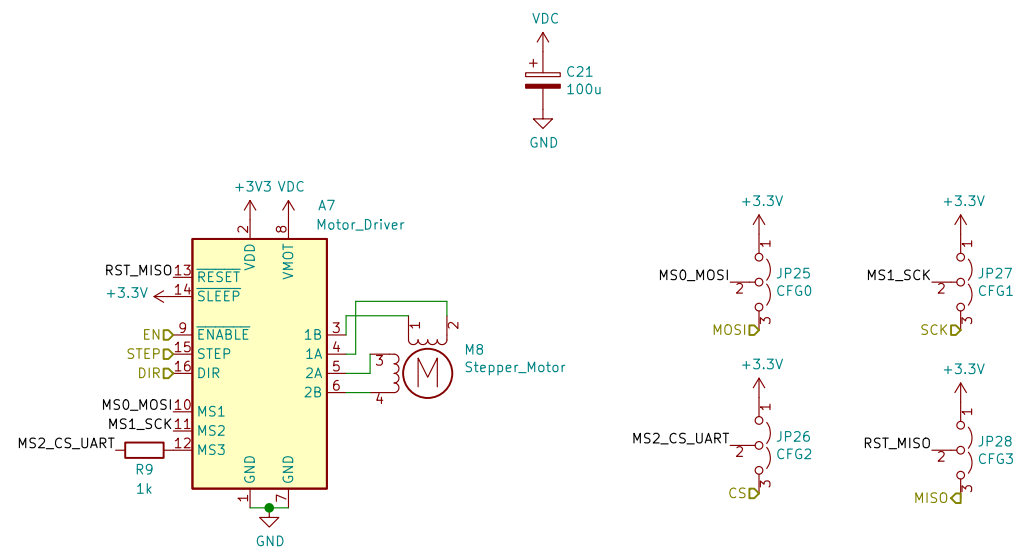 VDC
+
C21
100u
GND
+3V3 VDC
A7
Motor_Driver
2
8
VDD
VMOT
RST_MISO 13 RESET
+3.3V 14 SLEEP
EN 9 ENABLE
STEP 15 STEP
DIR 16 DIR
MS0_MOSI 10 MS1
MS1_SCK 11 MS2
MS2_CS_UART 12 MS3
R9
1k
1B 3
1A 4
2A 5
2B 6
1
2
3
4
M
M8
Stepper_Motor
GND
GND
1
7
GND
+3.3V
1
MS0_MOSI
2
JP25
CFG0
3
MOSI
+3.3V
1
MS1_SCK
2
JP27
CFG1
3
SCK
+3.3V
1
MS2_CS_UART
2
JP26
CFG2
3
CS
+3.3V
1
RST_MISO
2
JP28
CFG3
3
MISO